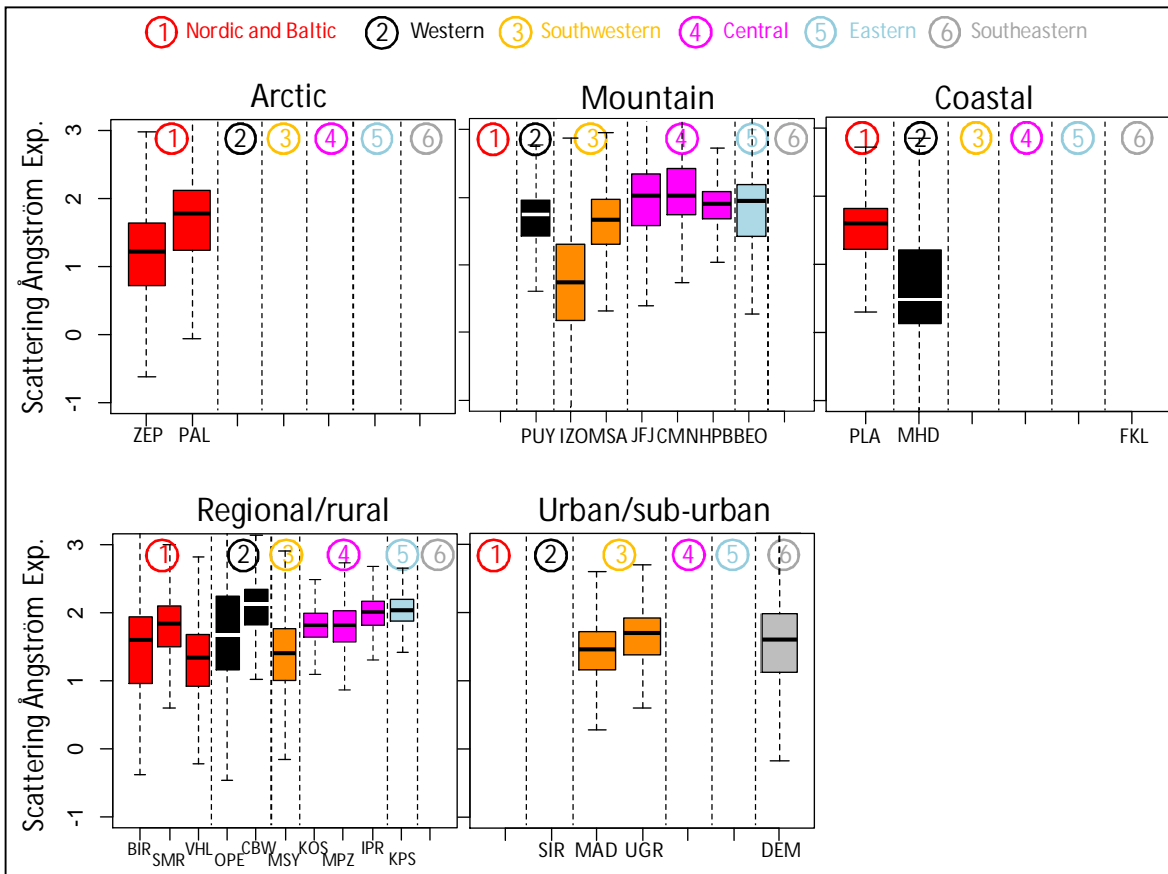 1 Nordic and Baltic 2 Western 3 Southwestern 4 Central 5 Eastern 6 Southeastern
Arctic Mountain Coastal
Scattering Ångström Exp.
3
2
1
0
-1
1 2 3 4 5 6
ZEP PAL
1 2 3 4 5 6
PUY IZO MSA JFJ CMN HPB BEO
1 2 3 4 5 6
PLA MHD FKL
Regional/rural Urban/sub-urban
Scattering Ångström Exp.
3
2
1
0
-1
1 2 3 4 5 6
BIR SMR VHL OPE CBW MSY KOS MPZ IPR KPS
1 2 3 4 5 6
SIR MAD UGR DEM